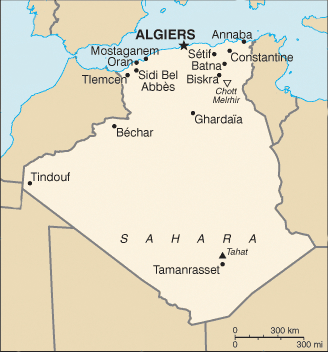 ALGIERS
Annaba
Mostaganem
Oran
Sétif
Constantine
Batna
Tlemcen
Sidi Bel
Abbès
Biskra
Chott
Melrhir
Ghardaïa
Béchar
Tindouf
SAHARA
Tahat
Tamanrasset
0 300 km
0 300 mi